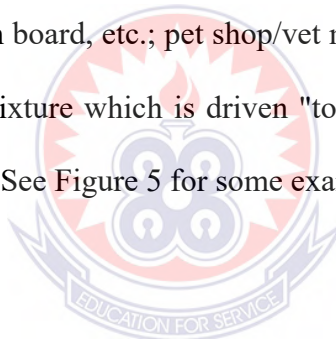 n board, etc.; pet shop/vet
ixture which is driven "to
See Figure 5 for some exa
EDUCATION FOR SERVICE